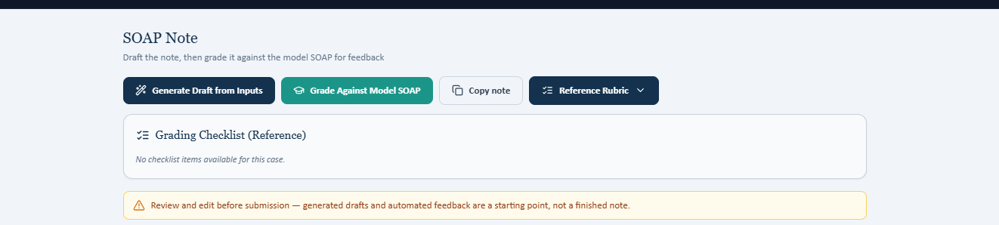 SOAP Note
Draft the note, then grade it against the model SOAP for feedback
Generate Draft from Inputs
Grade Against Model SOAP
Copy note
Reference Rubric
Grading Checklist (Reference)
No checklist items available for this case.
Review and edit before submission — generated drafts and automated feedback are a starting point, not a finished note.